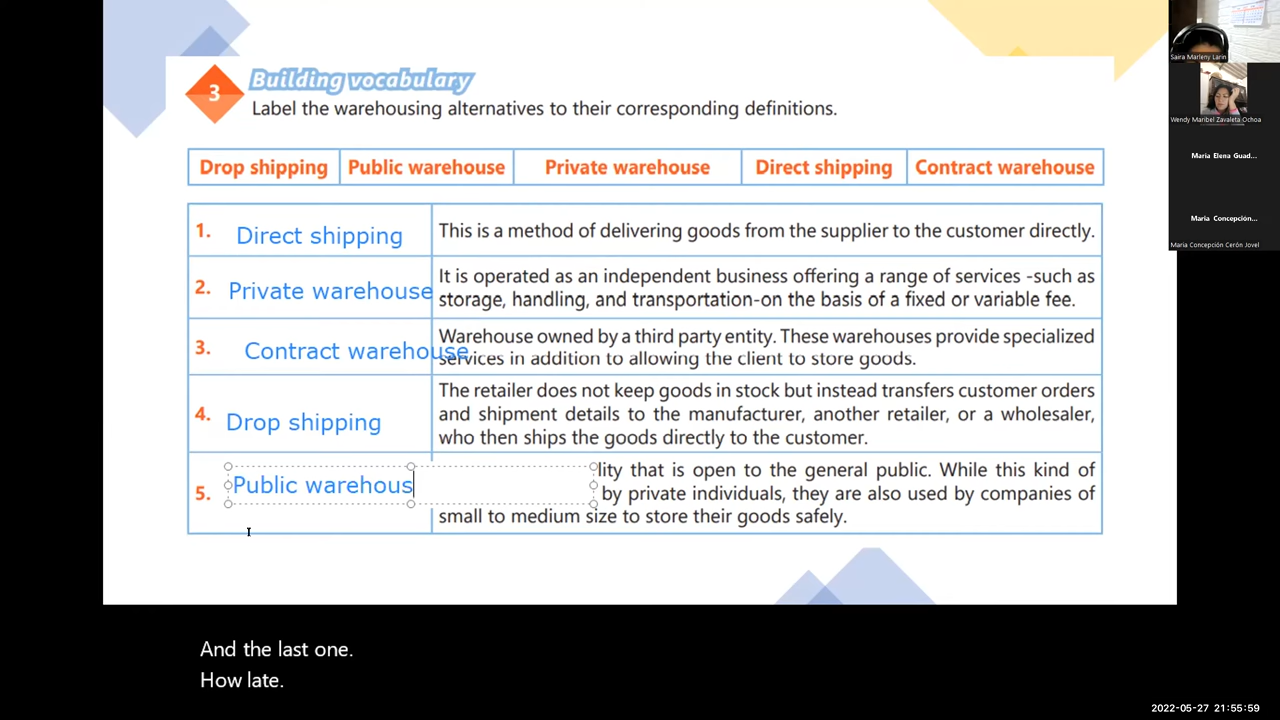 3
Building vocabulary
Label the warehousing alternatives to their corresponding definitions.
Drop shipping Public warehouse Private warehouse Direct shipping Contract warehouse
1. Direct shipping This is a method of delivering goods from the supplier to the customer directly.
2. Private warehouse It is operated as an independent business offering a range of services -such as
storage, handling, and transportation-on the basis of a fixed or variable fee.
3. Contract warehouse Warehouse owned by a third party entity. These warehouses provide specialized
services in addition to allowing the client to store goods.
4. Drop shipping The retailer does not keep goods in stock but instead transfers customer orders
and shipment details to the manufacturer, another retailer, or a wholesaler,
who then ships the goods directly to the customer.
5. Public warehous lity that is open to the general public. While this kind of
by private individuals, they are also used by companies of
small to medium size to store their goods safely.
And the last one.
How late.
Saira Marleny Larin
Wendy Maribel Zavaleta Ochoa
Maria Elena Guad...
Maria Concepción...
Maria Concepción Cerón Jovel
2022-05-27 21:55:59